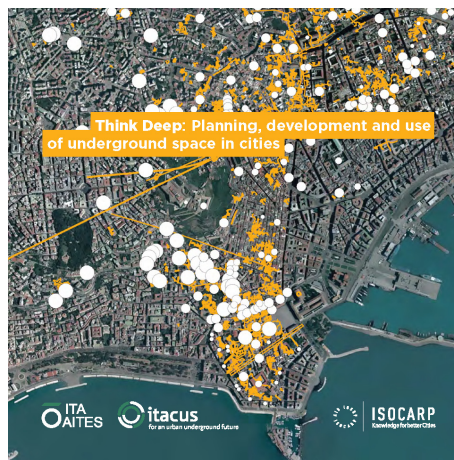 Think Deep: Planning, development and use
of underground space in cities
ITA
AITES
itacus
for an urban underground future
ISOCARP
Knowledge for better Cities